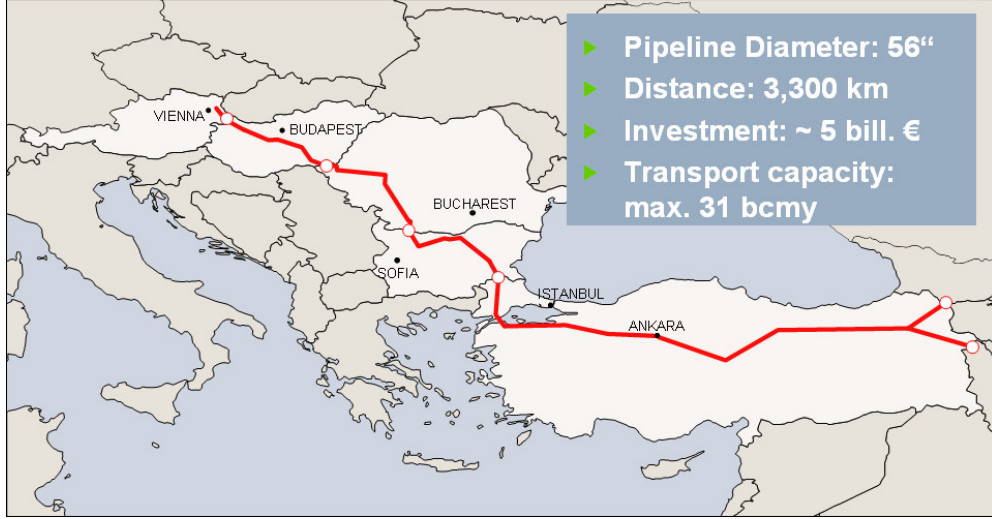 Pipeline Diameter: 56“
Distance: 3,300 km
Investment: ~ 5 bill. €
Transport capacity:
max. 31 bcmy
VIENNA
BUDAPEST
BUCHAREST
SOFIA
ISTANBUL
ANKARA